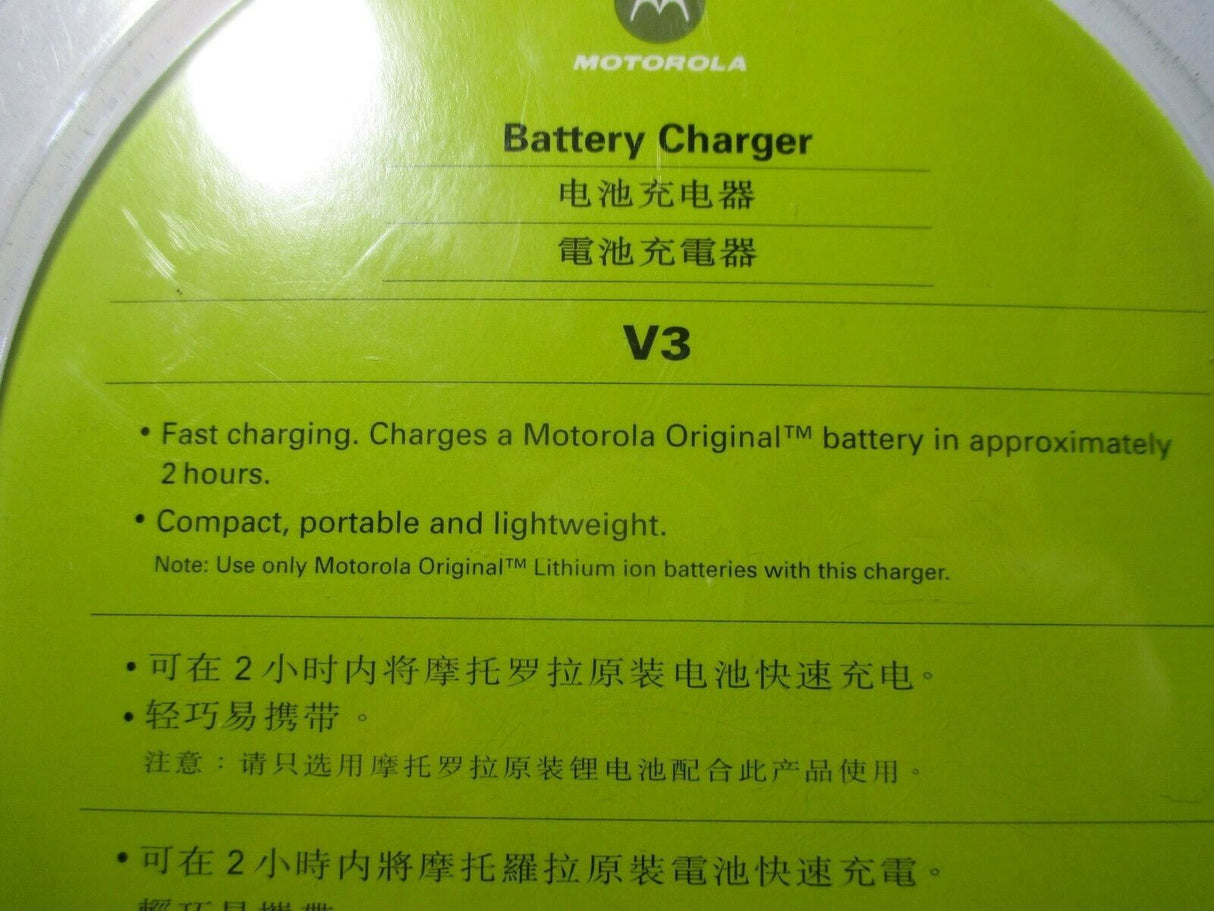 MOTOROLA
Battery Charger
电池充电器
電池充電器
V3
• Fast charging. Charges a Motorola Original™ battery in approximately
2 hours.
• Compact, portable and lightweight.
Note: Use only Motorola Original™ Lithium ion batteries with this charger.
• 可在 2 小时内将摩托罗拉原装电池快速充电。
• 轻巧易携带。
注意：请只选用摩托罗拉原装锂电池配合此产品使用。
• 可在 2 小時內將摩托羅拉原裝電池快速充電。
輕巧易攜帶